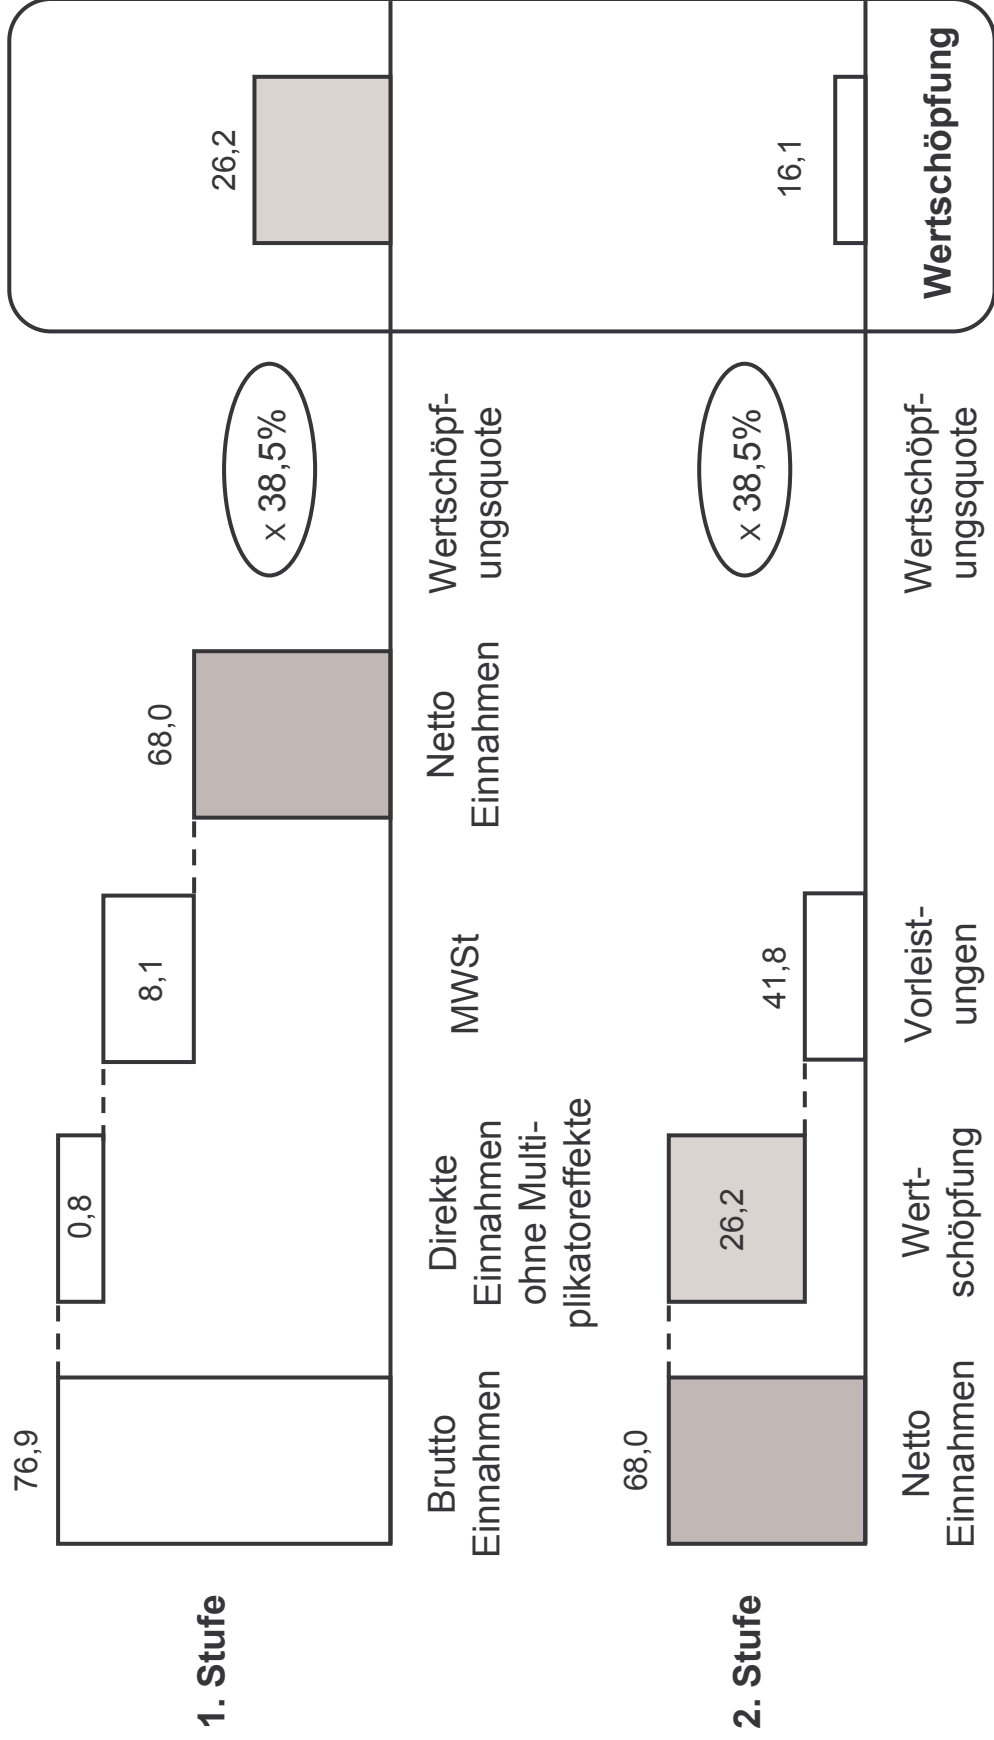 1. Stufe
76,9
0,8
8,1
68,0
x 38,5%
26,2
Brutto
Einnahmen
Direkte
Einnahmen
ohne Multi-
plikatoreffekte
MWSt
Netto
Einnahmen
Wertschöpf-
ungsquote
2. Stufe
68,0
26,2
41,8
x 38,5%
16,1
Netto
Einnahmen
Wert-
schöpfung
Vorleist-
ungen
Wertschöpf-
ungsquote
Wertschöpfung